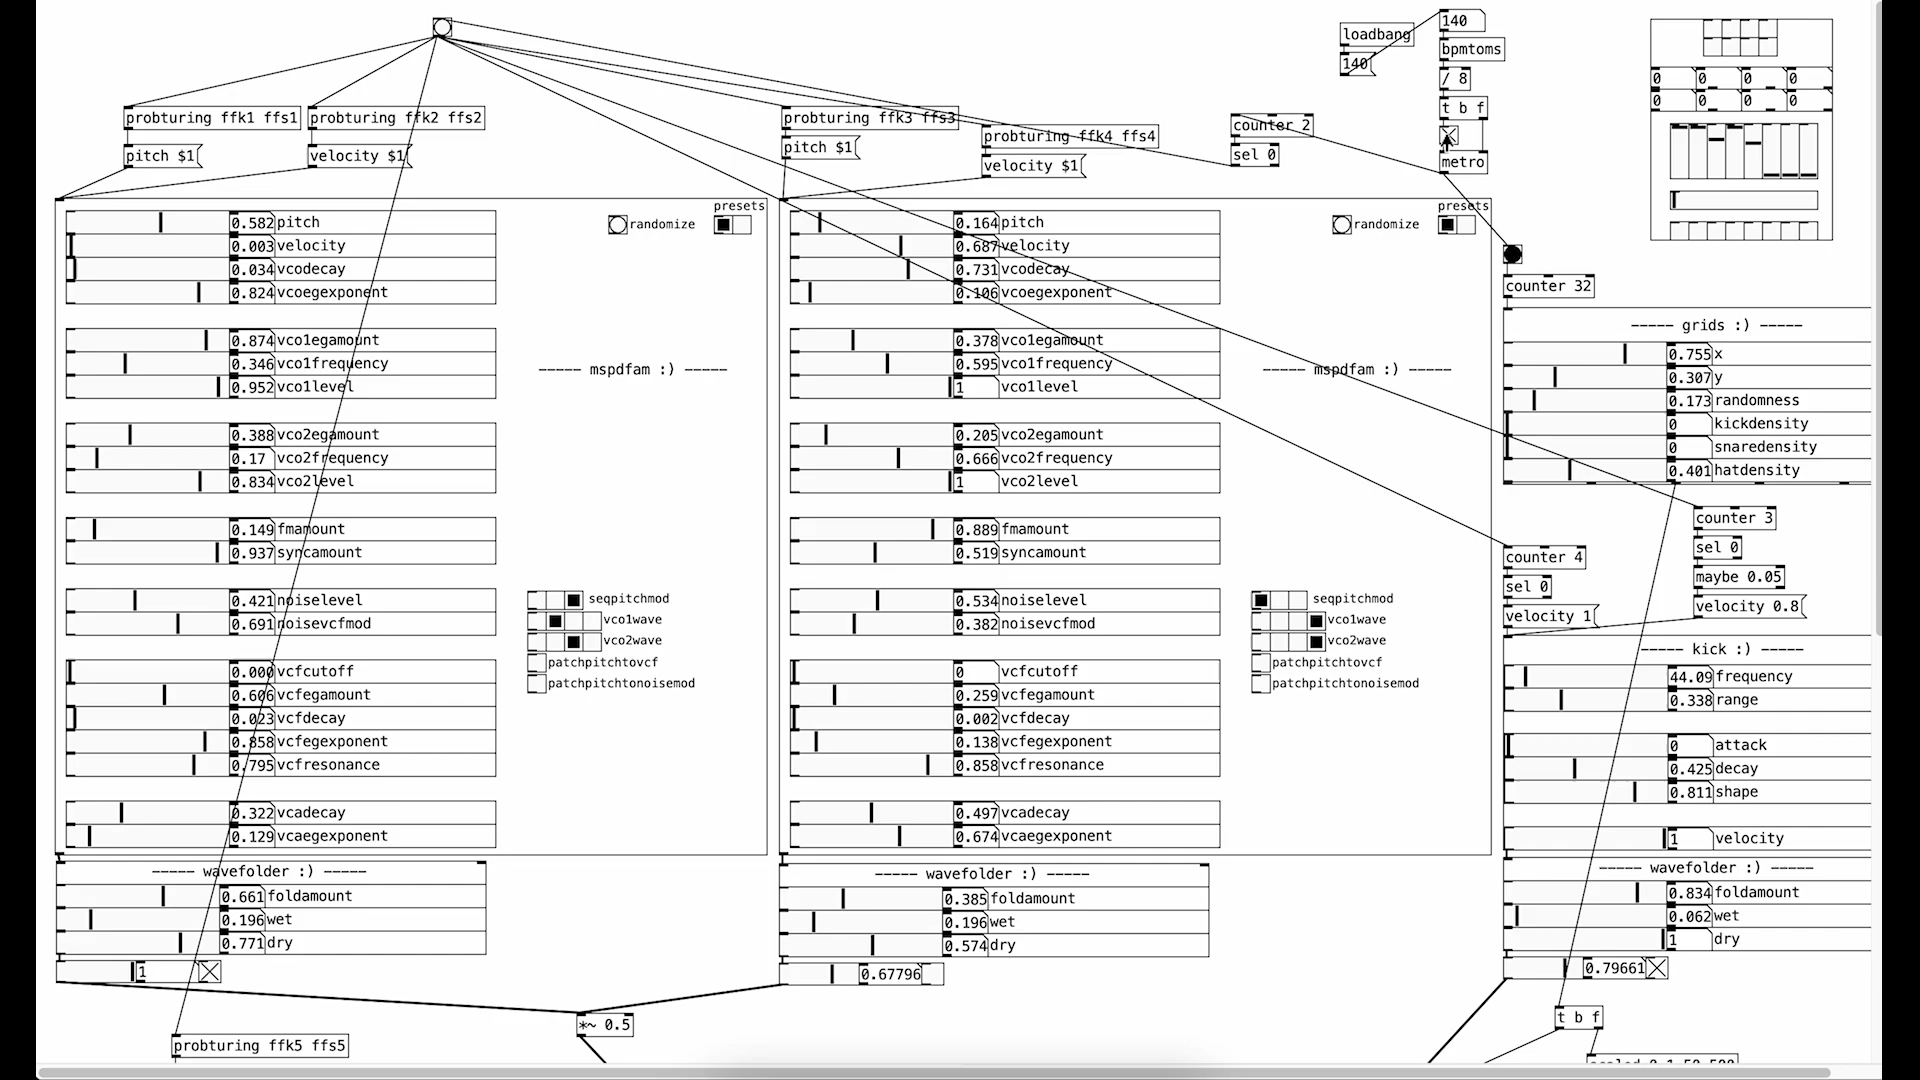 140
loadbang
bpmtoms
140
/ 8
t b f
metro
0 0 0 0
0 0 0 0
probturing ffk1 ffs1
probturing ffk2 ffs2
pitch $1
velocity $1
probturing ffk3 ffs3
pitch $1
probturing ffk4 ffs4
velocity $1
counter 2
sel 0
presets
0.582 pitch
randomize
0.003 velocity
0.034 vcodecay
0.824 vcoegexponent
0.874 vco1egamount
0.346 vco1frequency
0.952 vco1level
----- mspdfam :) -----
0.388 vco2egamount
0.17 vco2frequency
0.834 vco2level
0.149 fmamount
0.937 syncamount
0.421 noiselevel
0.691 noisevcfmod
seqpitchmod
vco1wave
vco2wave
patchpitchtovcf
patchpitchtonoisemod
0.000 vcfcutoff
0.606 vcfegamount
0.023 vcfdecay
0.858 vcfegexponent
0.795 vcfresonance
0.322 vcadecay
0.129 vcaegexponent
----- wavefolder :) -----
0.661 foldamount
0.196 wet
0.771 dry
1
probturing ffk5 ffs5
presets
0.164 pitch
randomize
0.687 velocity
0.731 vcodecay
0.106 vcoegexponent
0.378 vco1egamount
0.595 vco1frequency
1 vco1level
----- mspdfam :) -----
0.205 vco2egamount
0.666 vco2frequency
1 vco2level
0.889 fmamount
0.519 syncamount
0.534 noiselevel
0.382 noisevcfmod
seqpitchmod
vco1wave
vco2wave
patchpitchtovcf
patchpitchtonoisemod
0 vcfcutoff
0.259 vcfegamount
0.002 vcfdecay
0.138 vcfegexponent
0.858 vcfresonance
0.497 vcadecay
0.674 vcaegexponent
----- wavefolder :) -----
0.385 foldamount
0.196 wet
0.574 dry
0.67796
*~ 0.5
counter 32
----- grids :) -----
0.755 x
0.307 y
0.173 randomness
0 kickdensity
0 snaredensity
0.401 hatdensity
counter 3
sel 0
maybe 0.05
velocity 0.8
counter 4
sel 0
velocity 1
----- kick :) -----
44.09 frequency
0.338 range
0 attack
0.425 decay
0.811 shape
1 velocity
----- wavefolder :) -----
0.834 foldamount
0.062 wet
1 dry
0.79661
t b f